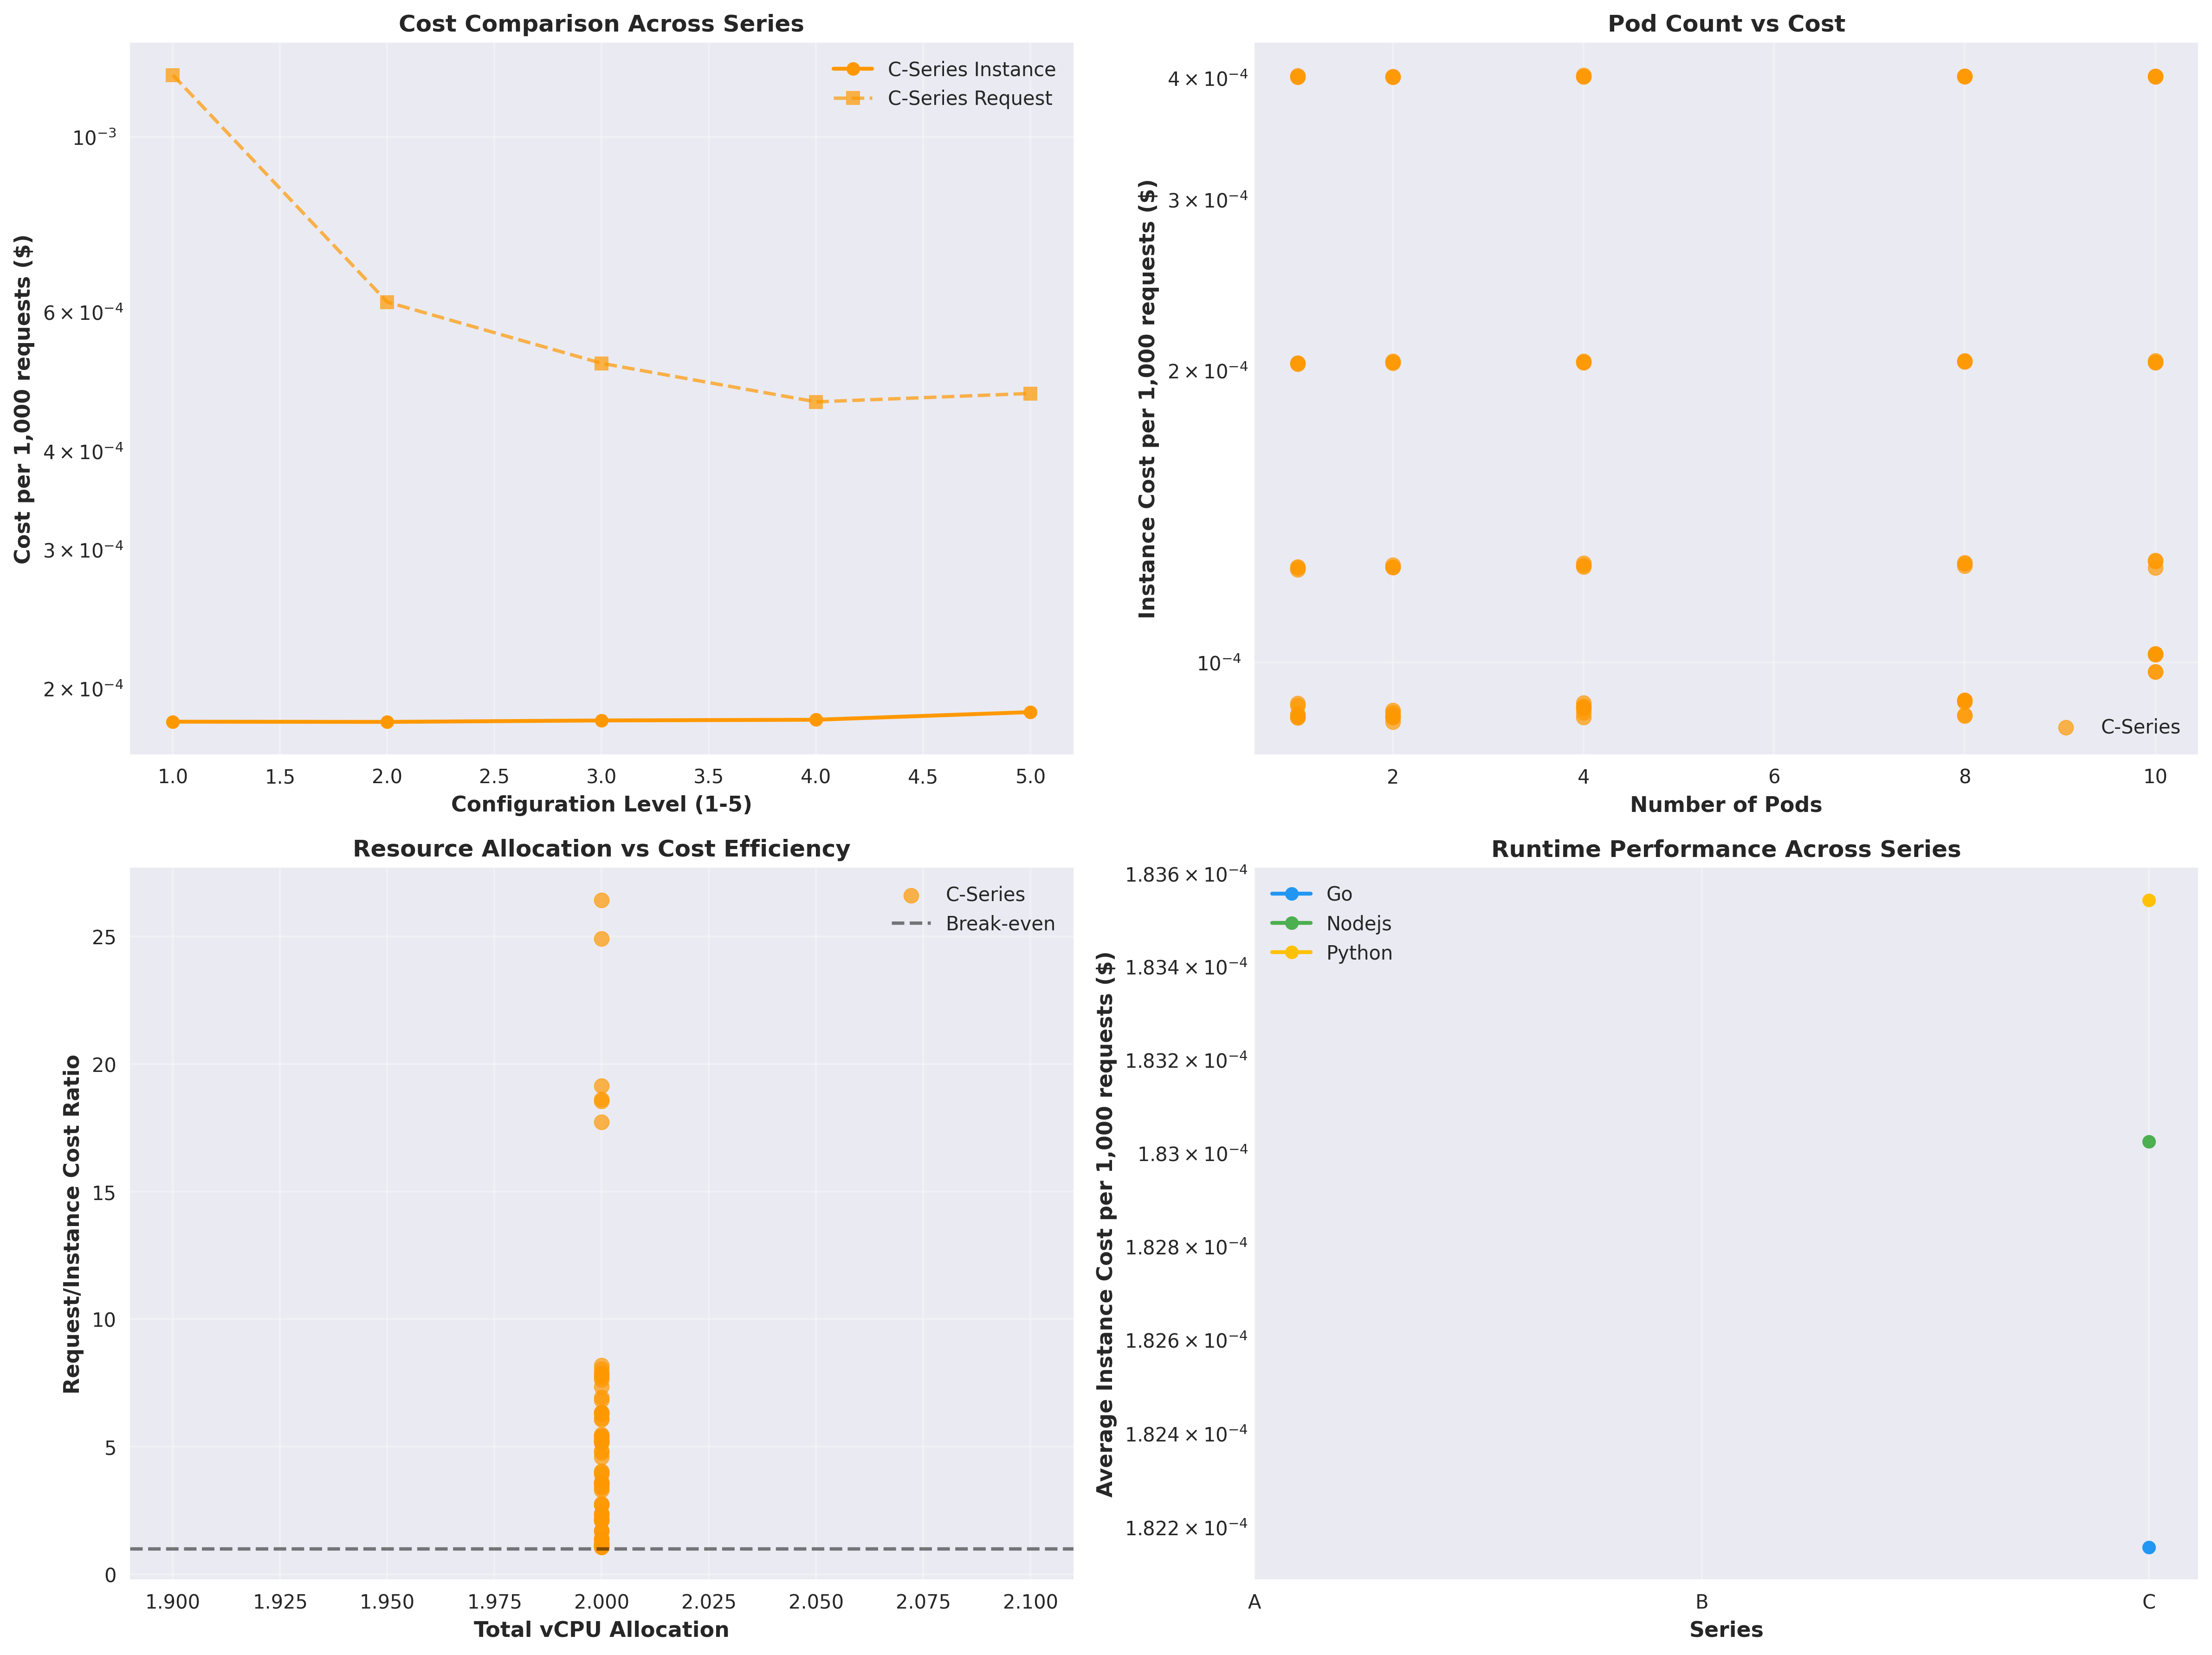 Cost Comparison Across Series
C-Series Instance
C-Series Request
Cost per 1,000 requests ($)
10⁻³
6 × 10⁻⁴
4 × 10⁻⁴
3 × 10⁻⁴
2 × 10⁻⁴
1.0 1.5 2.0 2.5 3.0 3.5 4.0 4.5 5.0
Configuration Level (1-5)
Pod Count vs Cost
Instance Cost per 1,000 requests ($)
4 × 10⁻⁴
3 × 10⁻⁴
2 × 10⁻⁴
10⁻⁴
C-Series
2 4 6 8 10
Number of Pods
Resource Allocation vs Cost Efficiency
C-Series
Break-even
Request/Instance Cost Ratio
25
20
15
10
5
0
1.900 1.925 1.950 1.975 2.000 2.025 2.050 2.075 2.100
Total vCPU Allocation
Runtime Performance Across Series
Go
Nodejs
Python
Average Instance Cost per 1,000 requests ($)
1.836 × 10⁻⁴
1.834 × 10⁻⁴
1.832 × 10⁻⁴
1.83 × 10⁻⁴
1.828 × 10⁻⁴
1.826 × 10⁻⁴
1.824 × 10⁻⁴
1.822 × 10⁻⁴
A B C
Series